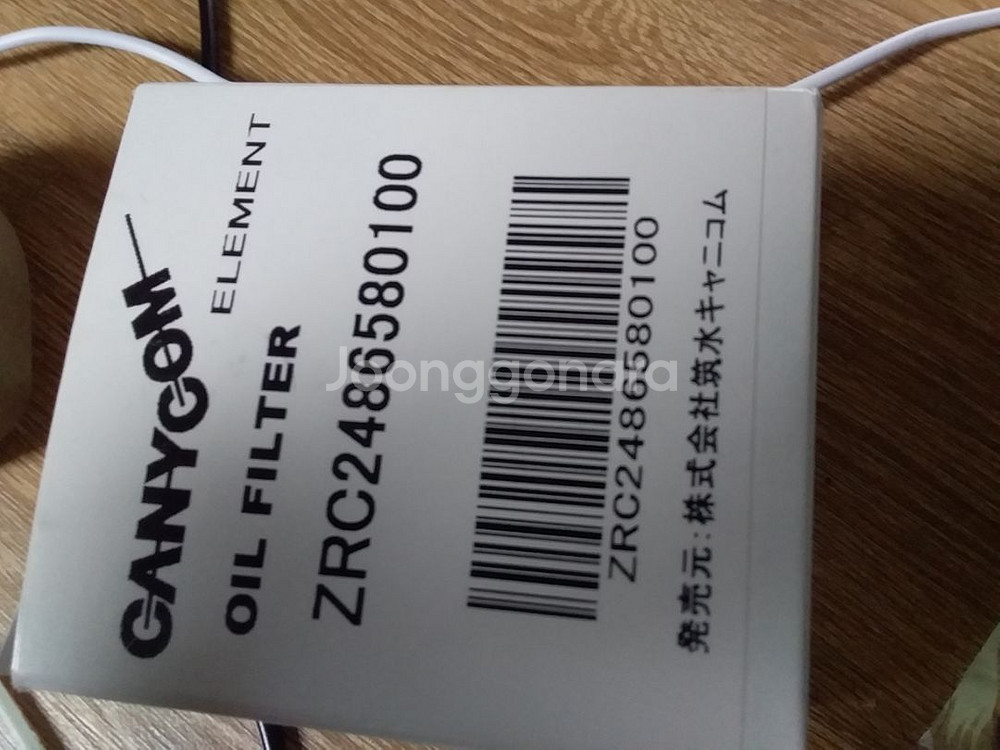 CANYCOM
ELEMENT
OIL FILTER
ZRC2486580100
ZRC2486580100
発売元:株式会社筑水キャニコム
Joonggonara